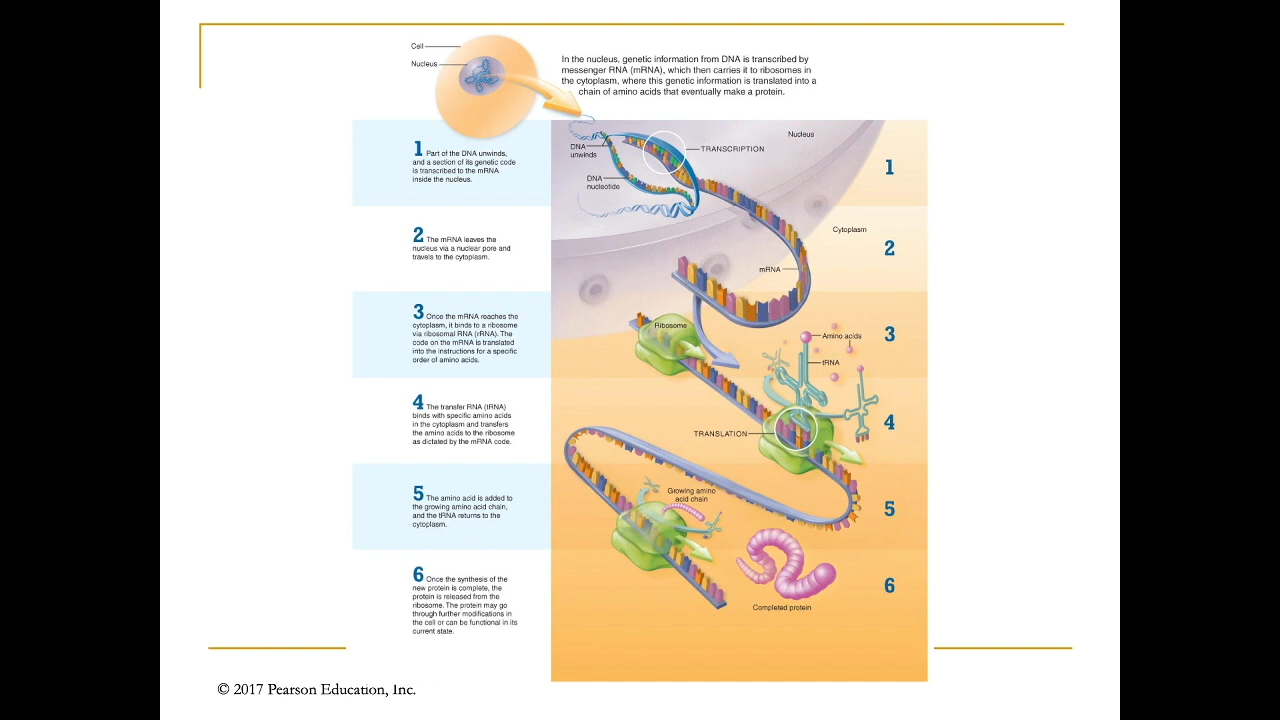 Cell
Nucleus
In the nucleus, genetic information from DNA is transcribed by
messenger RNA (mRNA), which then carries it to ribosomes in
the cytoplasm, where this genetic information is translated into a
chain of amino acids that eventually make a protein.
1 Part of the DNA unwinds,
and a section of its genetic code
is transcribed to the mRNA
inside the nucleus.
DNA
unwinds
TRANSCRIPTION
Nucleus
DNA
nucleotide
1
2 The mRNA leaves the
nucleus via a nuclear pore and
travels to the cytoplasm.
Cytoplasm
2
mRNA
3 Once the mRNA reaches the
cytoplasm, it binds to a ribosome
via ribosomal RNA (rRNA). The
code on the mRNA is translated
into the instructions for a specific
order of amino acids.
Ribosome
Amino acids
tRNA
3
4 The transfer RNA (tRNA)
binds with specific amino acids
in the cytoplasm and transfers
the amino acids to the ribosome
as dictated by the mRNA code.
TRANSLATION
4
5 The amino acid is added to
the growing amino acid chain,
and the tRNA returns to the
cytoplasm.
Growing amino
acid chain
5
6 Once the synthesis of the
new protein is complete, the
protein is released from the
ribosome. The protein may go
through further modifications in
the cell or can be functional in its
current state.
Completed protein
6
© 2017 Pearson Education, Inc.